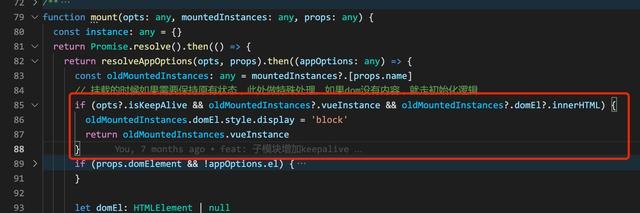 72 > /** ···
79 function mount(opts: any, mountedInstances: any, props: any) {
80 const instance: any = {}
81 return Promise.resolve().then(() => {
82 return resolveAppOptions(opts, props).then((appOptions: any) => {
83 const oldMountedInstances: any = mountedInstances?.[props.name]
84 // 挂载的时候如果需要保持原有状态，此处做特殊处理，如果dom没有内容，就走初始化逻辑
85 if (opts?.isKeepAlive && oldMountedInstances?.vueInstance && oldMountedInstances?.domEl?.innerHTML) {
86 oldMountedInstances.domEl.style.display = 'block'
87 return oldMountedInstances.vueInstance
88 } You, 7 months ago • feat: 子模块增加keepalive …
89 > if (props.domElement && !appOptions.el) { ···
91 }
92
93 let domEl: HTMLElement | null